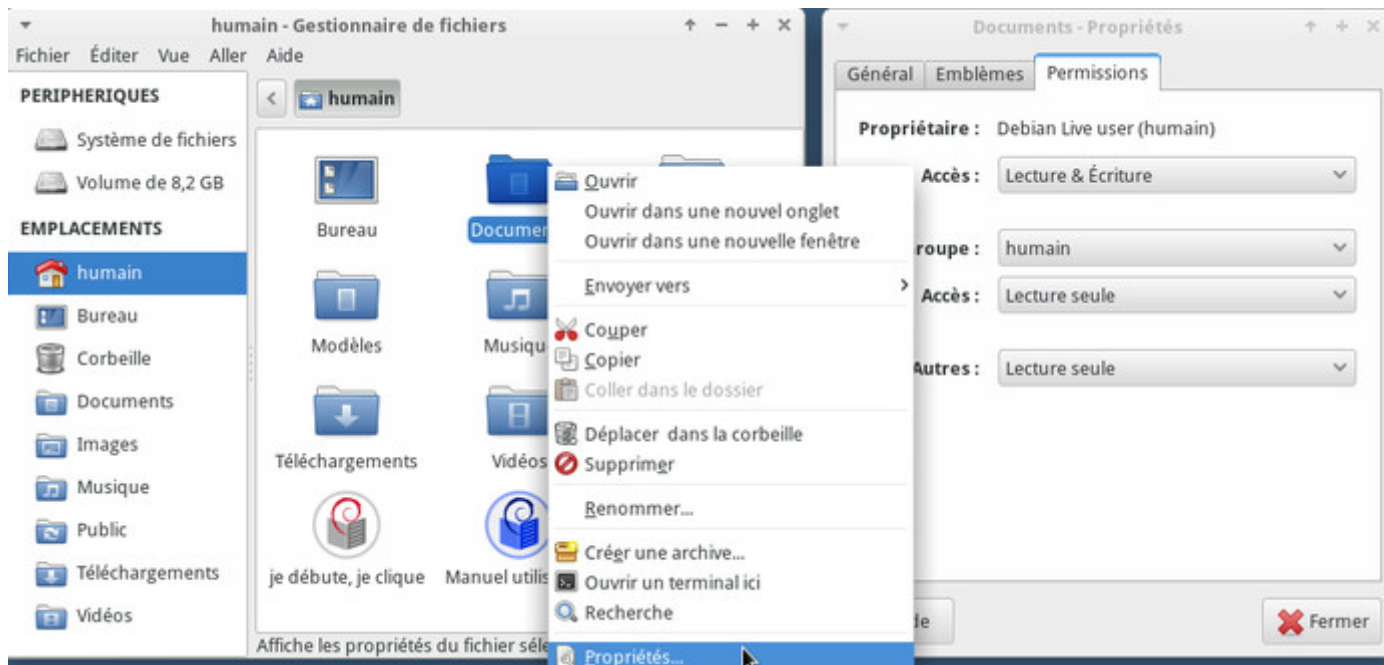 humain - Gestionnaire de fichiers
Fichier Éditer Vue Aller Aide
PERIPHERIQUES
Système de fichiers
Volume de 8,2 GB
EMPLACEMENTS
humain
Bureau
Corbeille
Documents
Images
Musique
Public
Téléchargements
Vidéos
humain
Bureau
Modèles
Téléchargements
Vidéos
je débute, je clique
Affiche les propriétés du fichier
Ouvrir
Ouvrir dans une nouvel onglet
Ouvrir dans une nouvelle fenêtre
Envoyer vers
Couper
Copier
Coller dans le dossier
Déplacer dans la corbeille
Supprimer
Renommer...
Créer une archive...
Ouvrir un terminal ici
Recherche
Propriétés...
Documents - Propriétés
Général Emblèmes Permissions
Propriétaire : Debian Live user (humain)
Accès : Lecture & Écriture
roupe : humain
Accès : Lecture seule
Autres : Lecture seule
Fermer